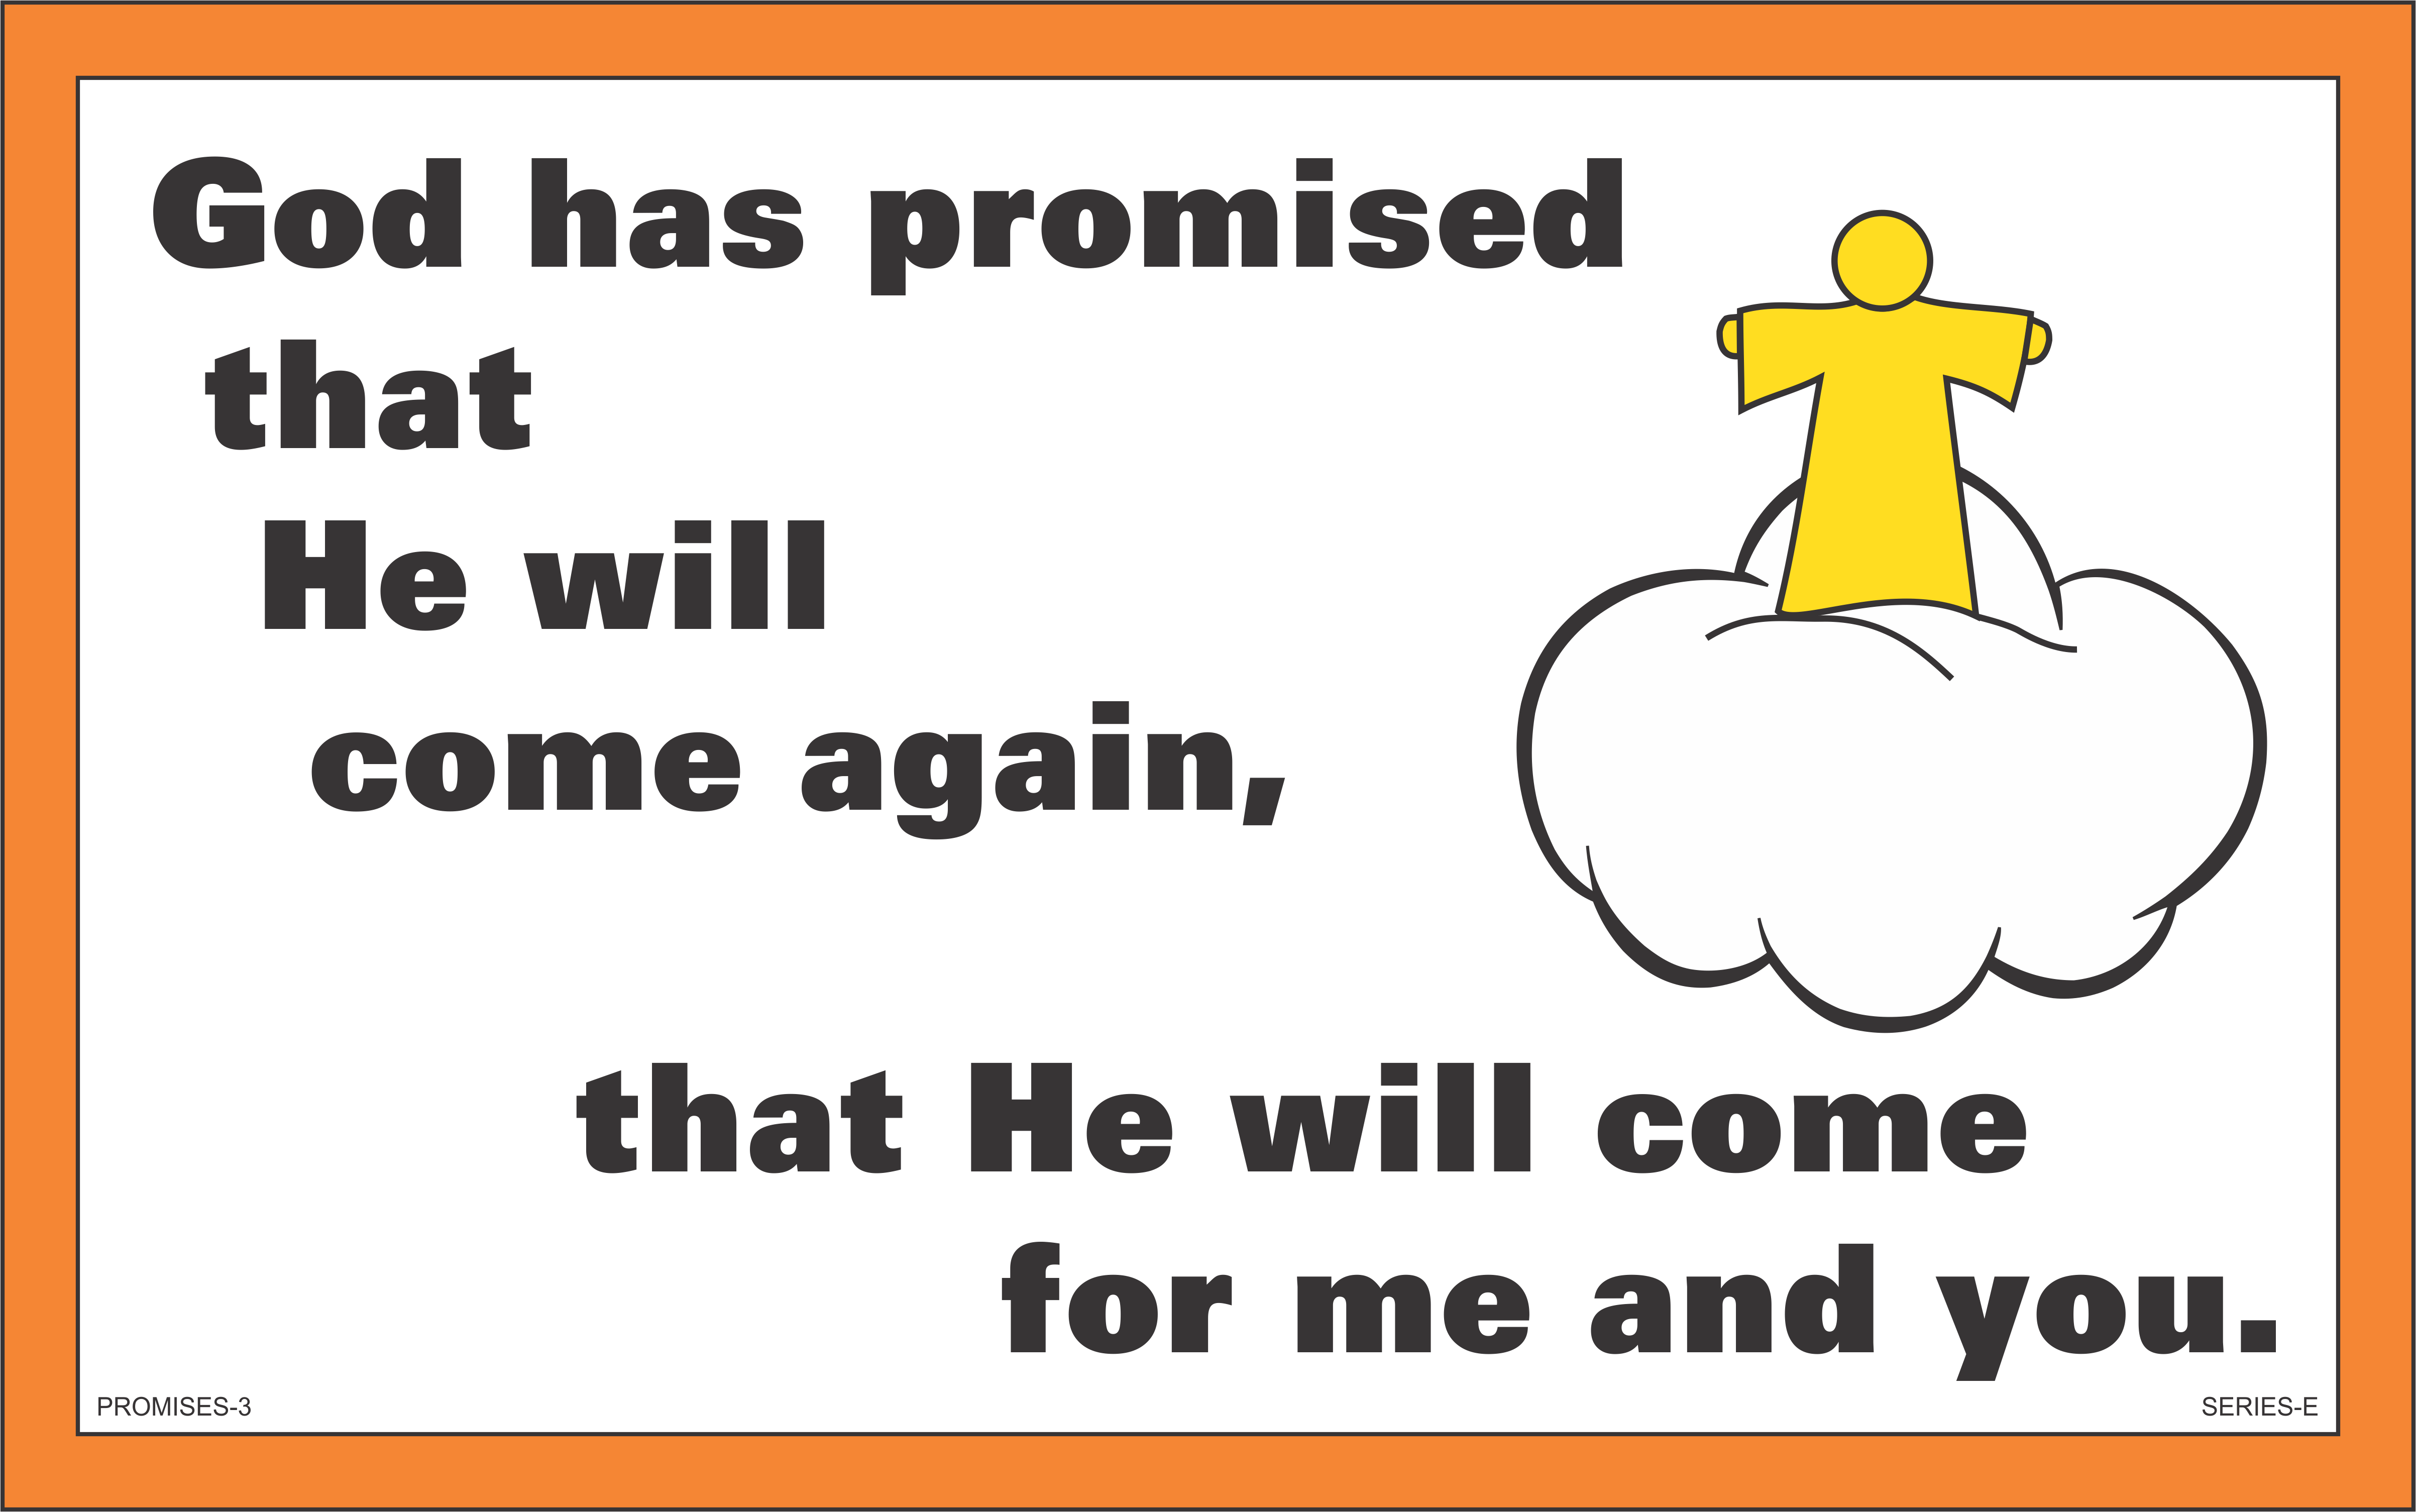 God has promised
that
He will
come again,
that He will come
for me and you.
PROMISES-3
SERIES-E